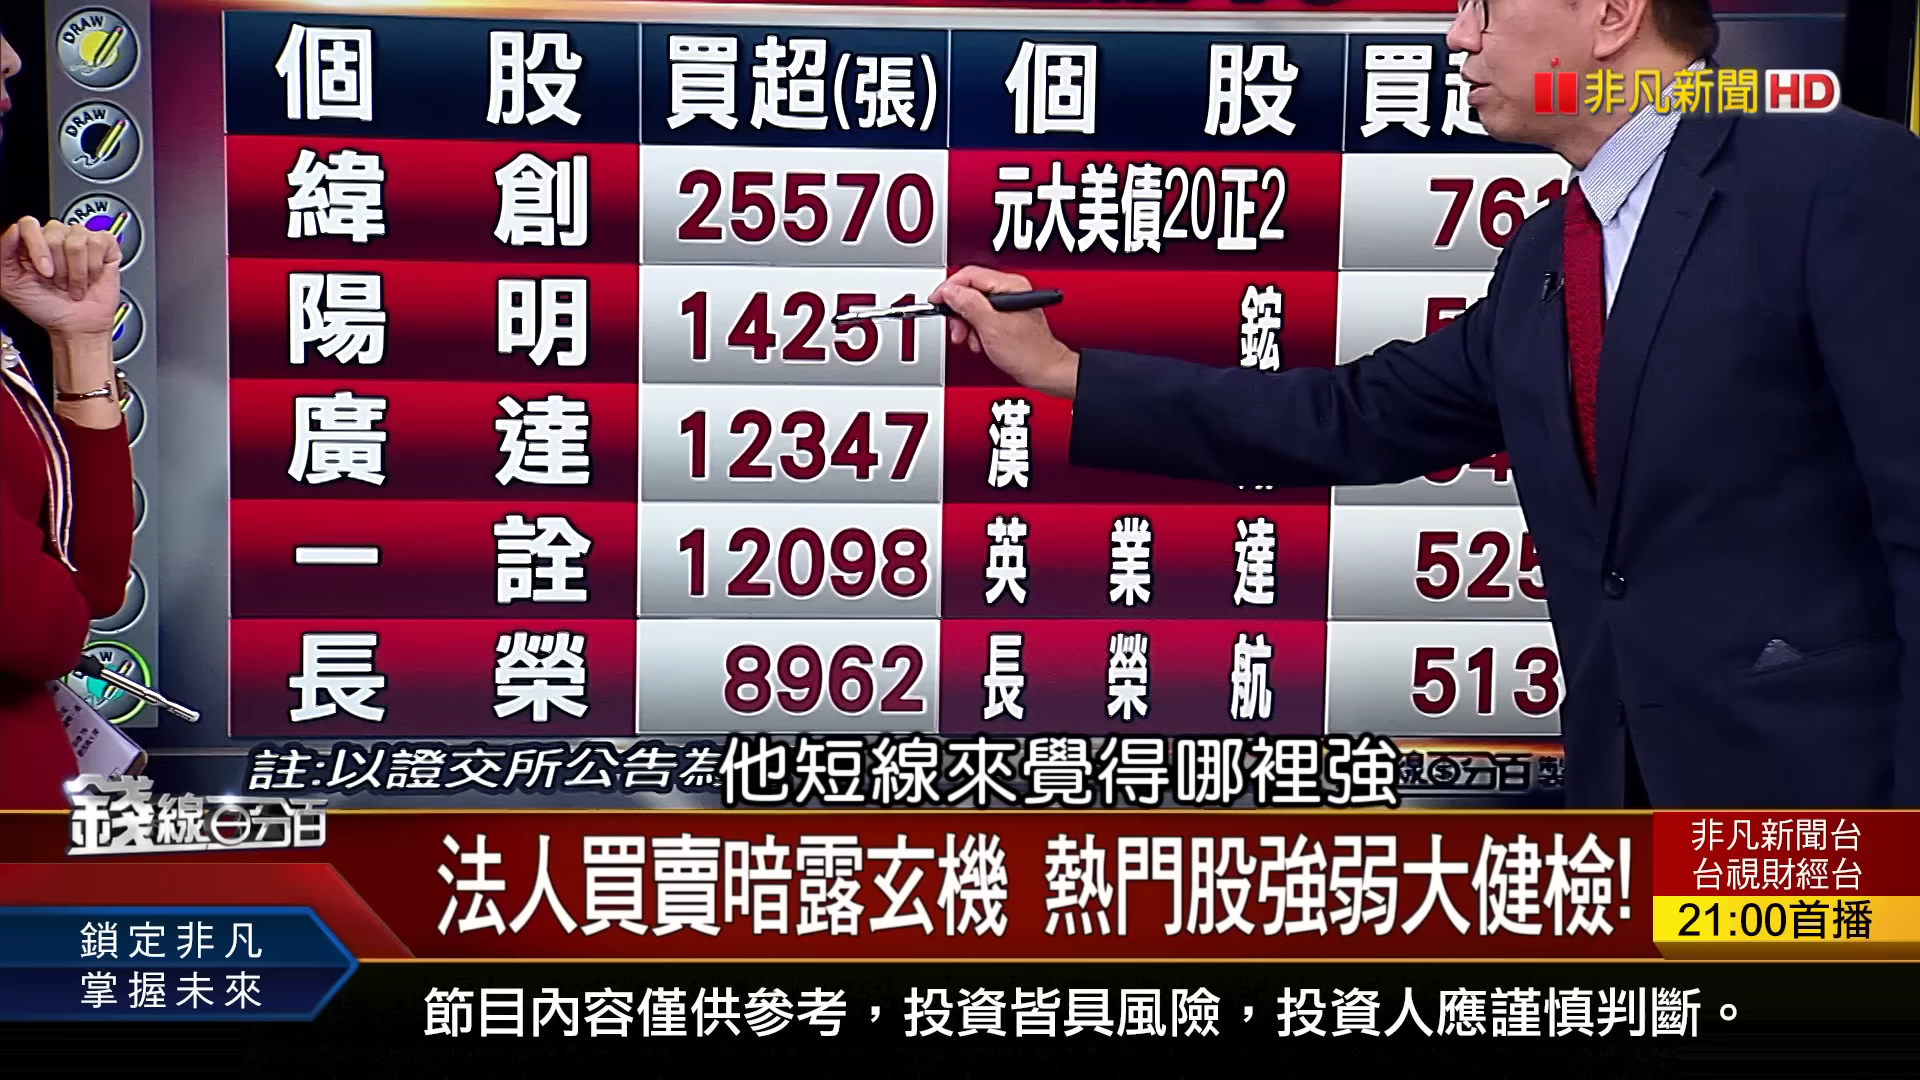 DRAW
DRAW
DRAW
個股 買超(張) 個股 買
非凡新聞HD
緯創 25570 元大美債20正2 761
陽明 14251 鋐
廣達 12347 漢
一詮 12098 英業達 525
長榮 8962 長榮航 513
註:以證交所公告為
他短線來覺得哪裡強
錢線百分百
法人買賣暗露玄機 熱門股強弱大健檢!
非凡新聞台
台視財經台
21:00首播
鎖定非凡
掌握未來
節目內容僅供參考，投資皆具風險，投資人應謹慎判斷。